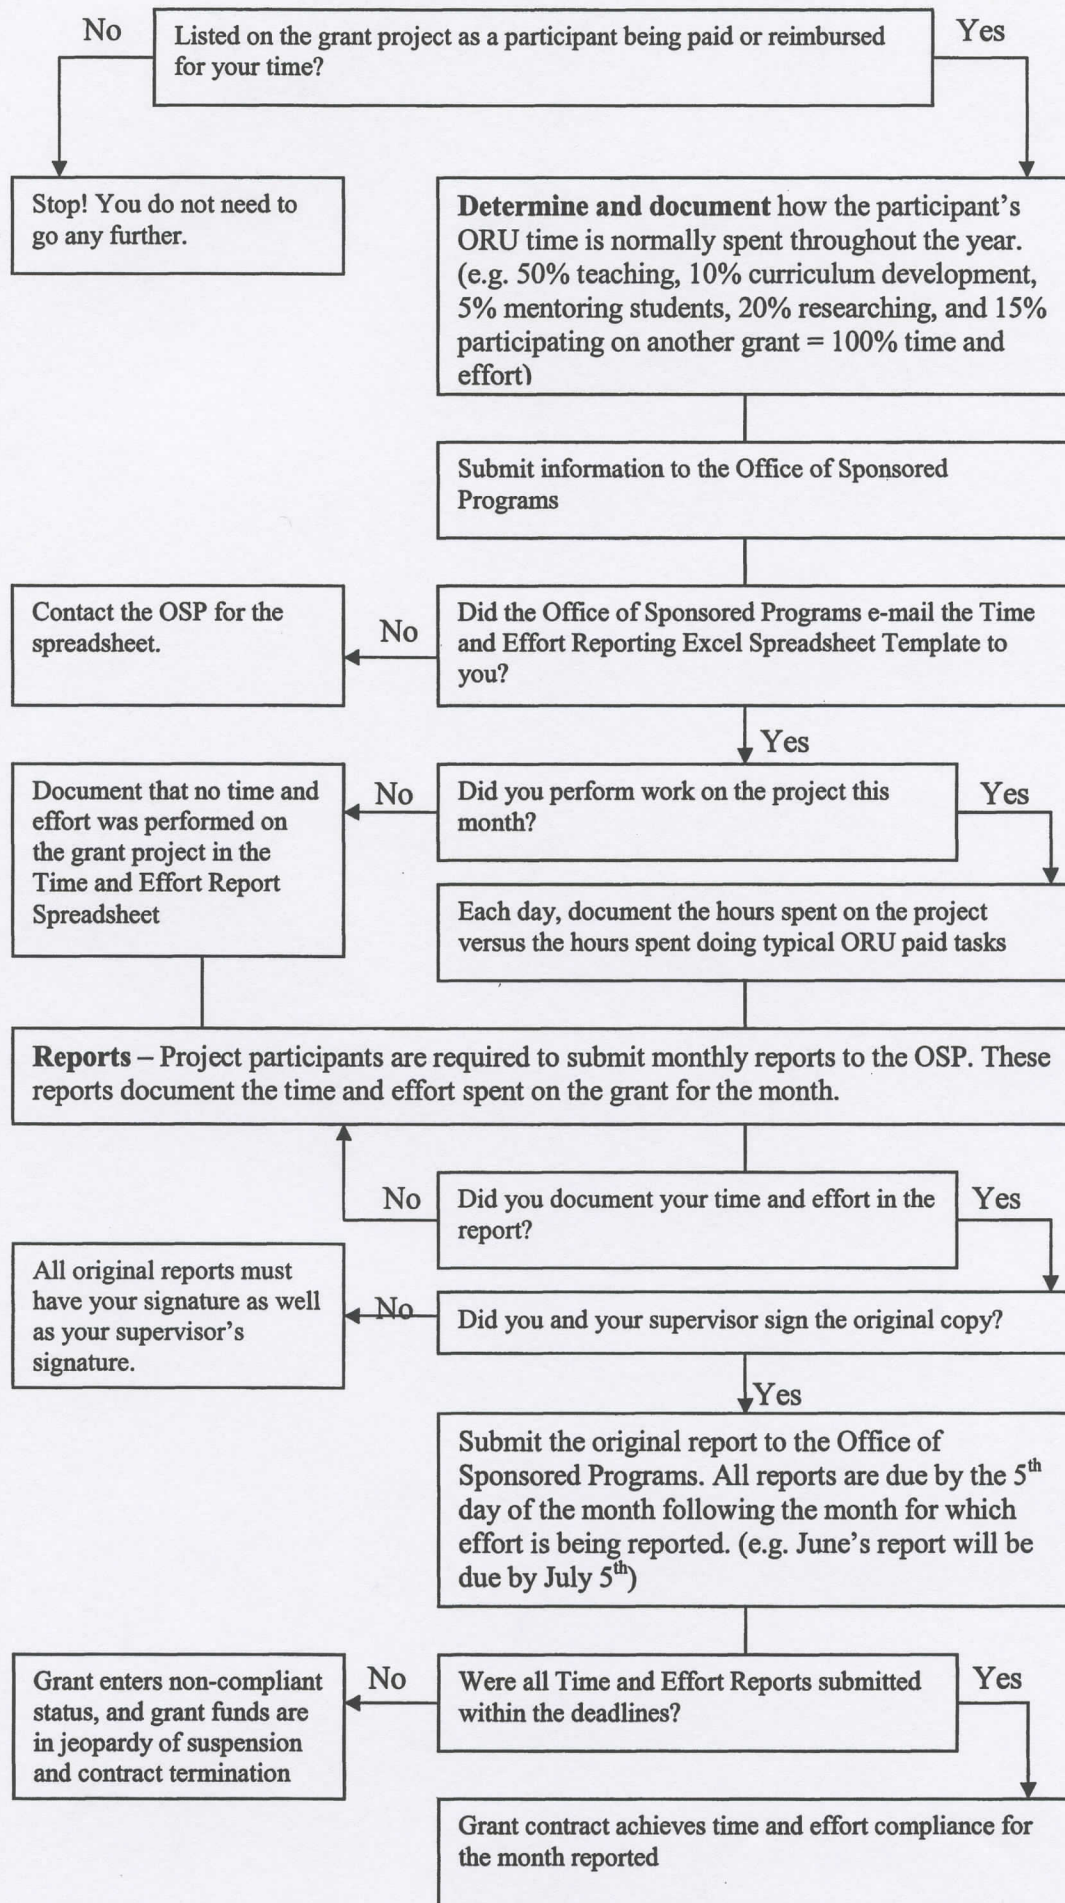 No
Listed on the grant project as a participant being paid or reimbursed
for your time?
Yes
Stop! You do not need to
go any further.
Determine and document how the participant's
ORU time is normally spent throughout the year.
(e.g. 50% teaching, 10% curriculum development,
5% mentoring students, 20% researching, and 15%
participating on another grant = 100% time and
effort)
Submit information to the Office of Sponsored
Programs
Contact the OSP for the
spreadsheet.
No
Did the Office of Sponsored Programs e-mail the Time
and Effort Reporting Excel Spreadsheet Template to
you?
Yes
Document that no time and
effort was performed on
the grant project in the
Time and Effort Report
Spreadsheet
No
Did you perform work on the project this
month?
Yes
Each day, document the hours spent on the project
versus the hours spent doing typical ORU paid tasks
Reports – Project participants are required to submit monthly reports to the OSP. These
reports document the time and effort spent on the grant for the month.
No
Did you document your time and effort in the
report?
Yes
All original reports must
have your signature as well
as your supervisor's
signature.
No
Did you and your supervisor sign the original copy?
Yes
Submit the original report to the Office of
Sponsored Programs. All reports are due by the 5th
day of the month following the month for which
effort is being reported. (e.g. June's report will be
due by July 5th)
Grant enters non-compliant
status, and grant funds are
in jeopardy of suspension
and contract termination
No
Were all Time and Effort Reports submitted
within the deadlines?
Yes
Grant contract achieves time and effort compliance for
the month reported